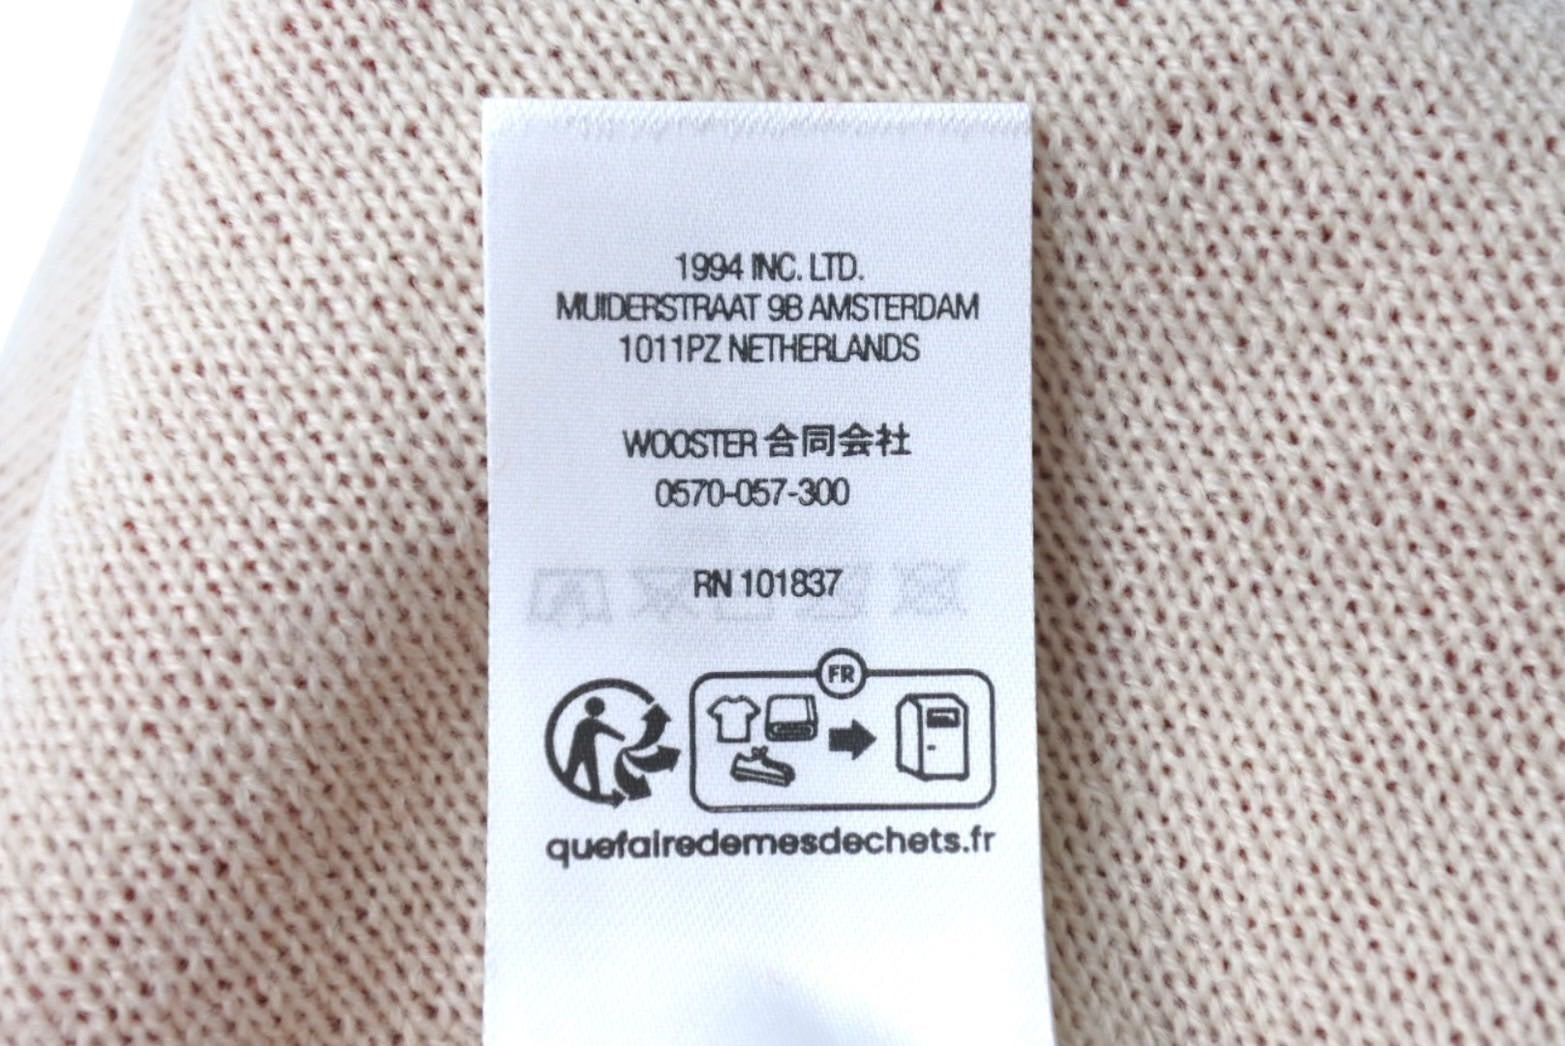 1994 INC. LTD.
MUIDERSTRAAT 9B AMSTERDAM
1011PZ NETHERLANDS
WOOSTER 合同会社
0570-057-300
RN 101837
FR
quefairedemesdechets.fr